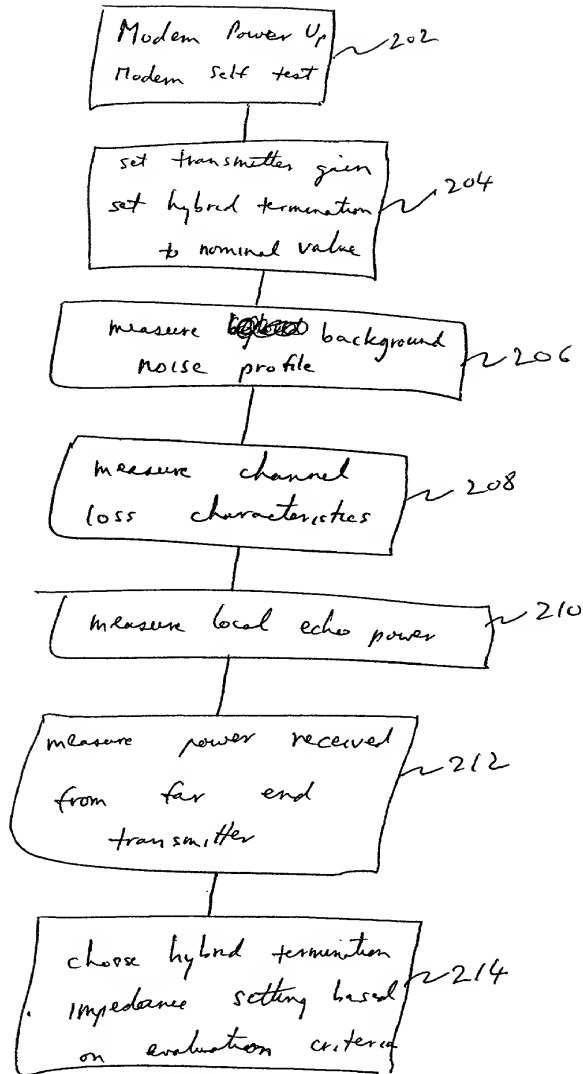 Modem Power Up
202
Modem Self test
set transmitter gain
set hybrid termination
204
to nominal value
measure background
noise profile
206
measure channel
208
loss characteristics
210
measure local echo power
measure power received
212
from far end
transmitter
choose hybrid termination
214
impedance setting based
on evaluation criteria